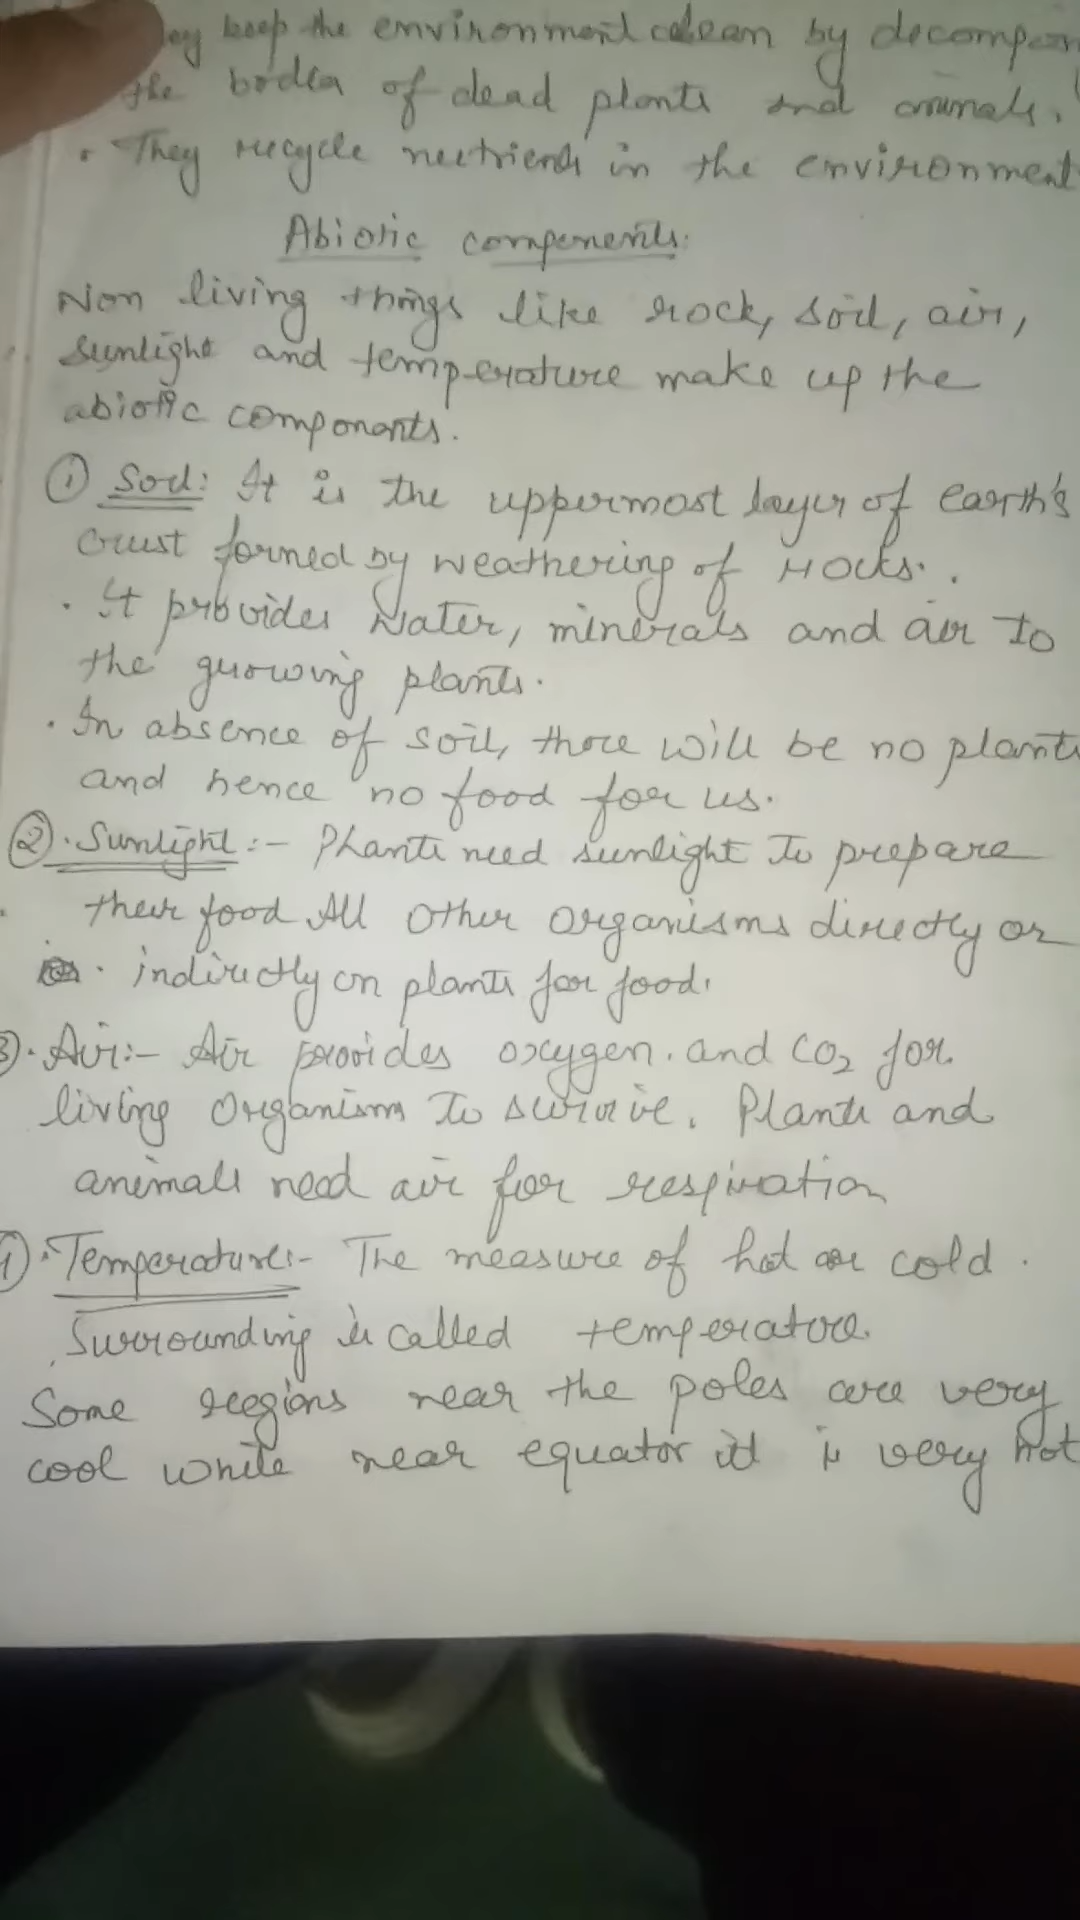 keep the environment clean by
the bodies of dead plants and animals.
• They recycle nutrients in the environment
Abiotic components:
Non living things like rock, soil, air,
sunlight and temperature make up the
abiotic components.
① Soil: It is the uppermost layer of earth's
crust formed by weathering of rocks.
• It provides water, minerals and air to
the growing plants.
• In absence of soil, there will be no plants
and hence no food for us.
②. Sunlight :- Plants need sunlight to prepare
their food All other organisms directly or
indirectly on plants for food.
3. Air:- Air provides oxygen. and CO₂ for
living organism to survive. Plants and
animals need air for respiration
Temperature:- The measure of hot or cold.
Surrounding is called temperature.
Some regions near the poles are very
cool while near equator it is very hot